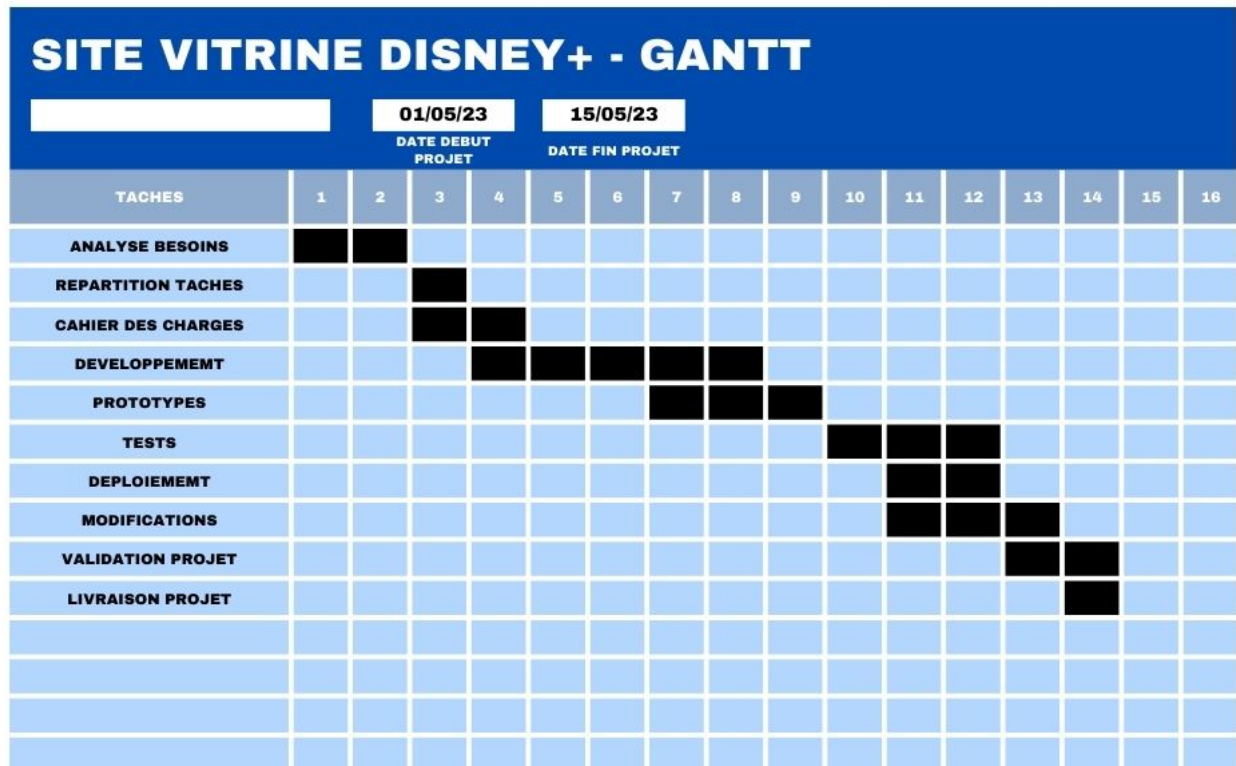 SITE VITRINE DISNEY+ - GANTT
01/05/23 15/05/23
DATE DEBUT
PROJET
DATE FIN PROJET
TACHES 1 2 3 4 5 6 7 8 9 10 11 12 13 14 15 16
ANALYSE BESOINS
REPARTITION TACHES
CAHIER DES CHARGES
DEVELOPPEMEMT
PROTOTYPES
TESTS
DEPLOIEMEMT
MODIFICATIONS
VALIDATION PROJET
LIVRAISON PROJET